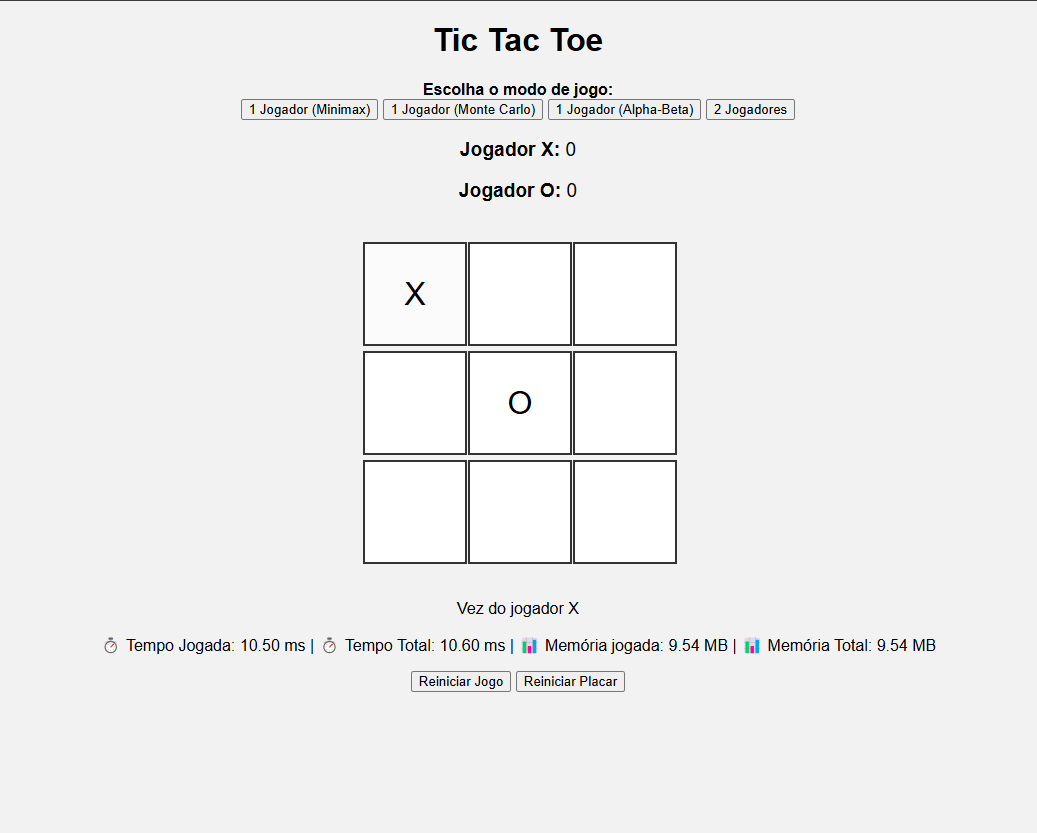 Tic Tac Toe
Escolha o modo de jogo:
1 Jogador (Minimax) 1 Jogador (Monte Carlo) 1 Jogador (Alpha-Beta) 2 Jogadores
Jogador X: 0
Jogador O: 0
X
O
Vez do jogador X
Tempo Jogada: 10.50 ms | Tempo Total: 10.60 ms | Memória jogada: 9.54 MB | Memória Total: 9.54 MB
Reiniciar Jogo Reiniciar Placar